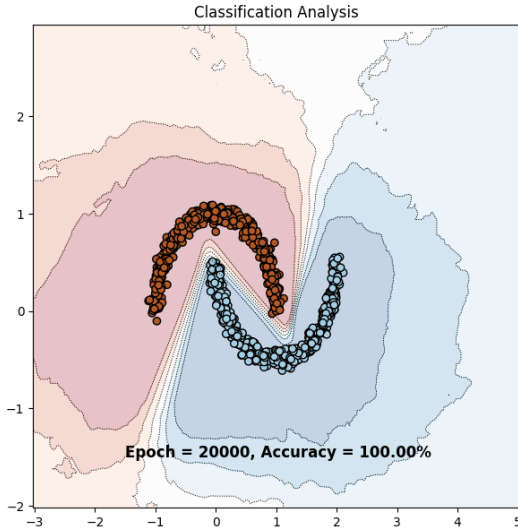 Classification Analysis
2
1
0
−1
−2
Epoch = 20000, Accuracy = 100.00%
−3 −2 −1 0 1 2 3 4 5